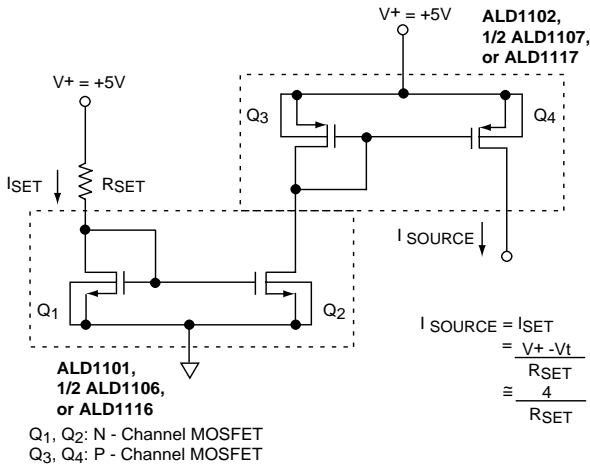 V+ = +5V
ALD1102,
1/2 ALD1107,
or ALD1117
V+ = +5V
Q3
Q4
ISET
RSET
I SOURCE
Q1
Q2
I SOURCE = ISET
= V+ -Vt
RSET
≅ 4
RSET
ALD1101,
1/2 ALD1106,
or ALD1116
Q1, Q2: N - Channel MOSFET
Q3, Q4: P - Channel MOSFET